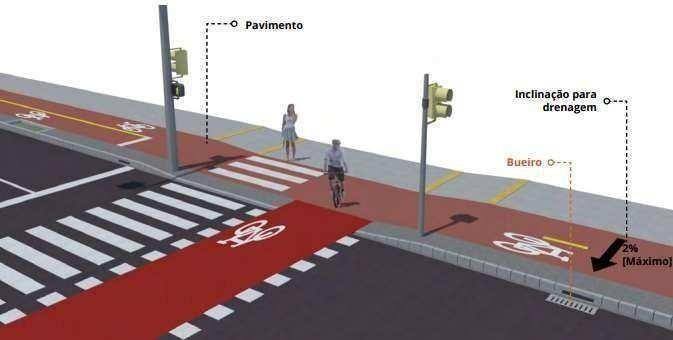 Pavimento
Inclinação para
drenagem
Bueiro
2%
[Máximo]